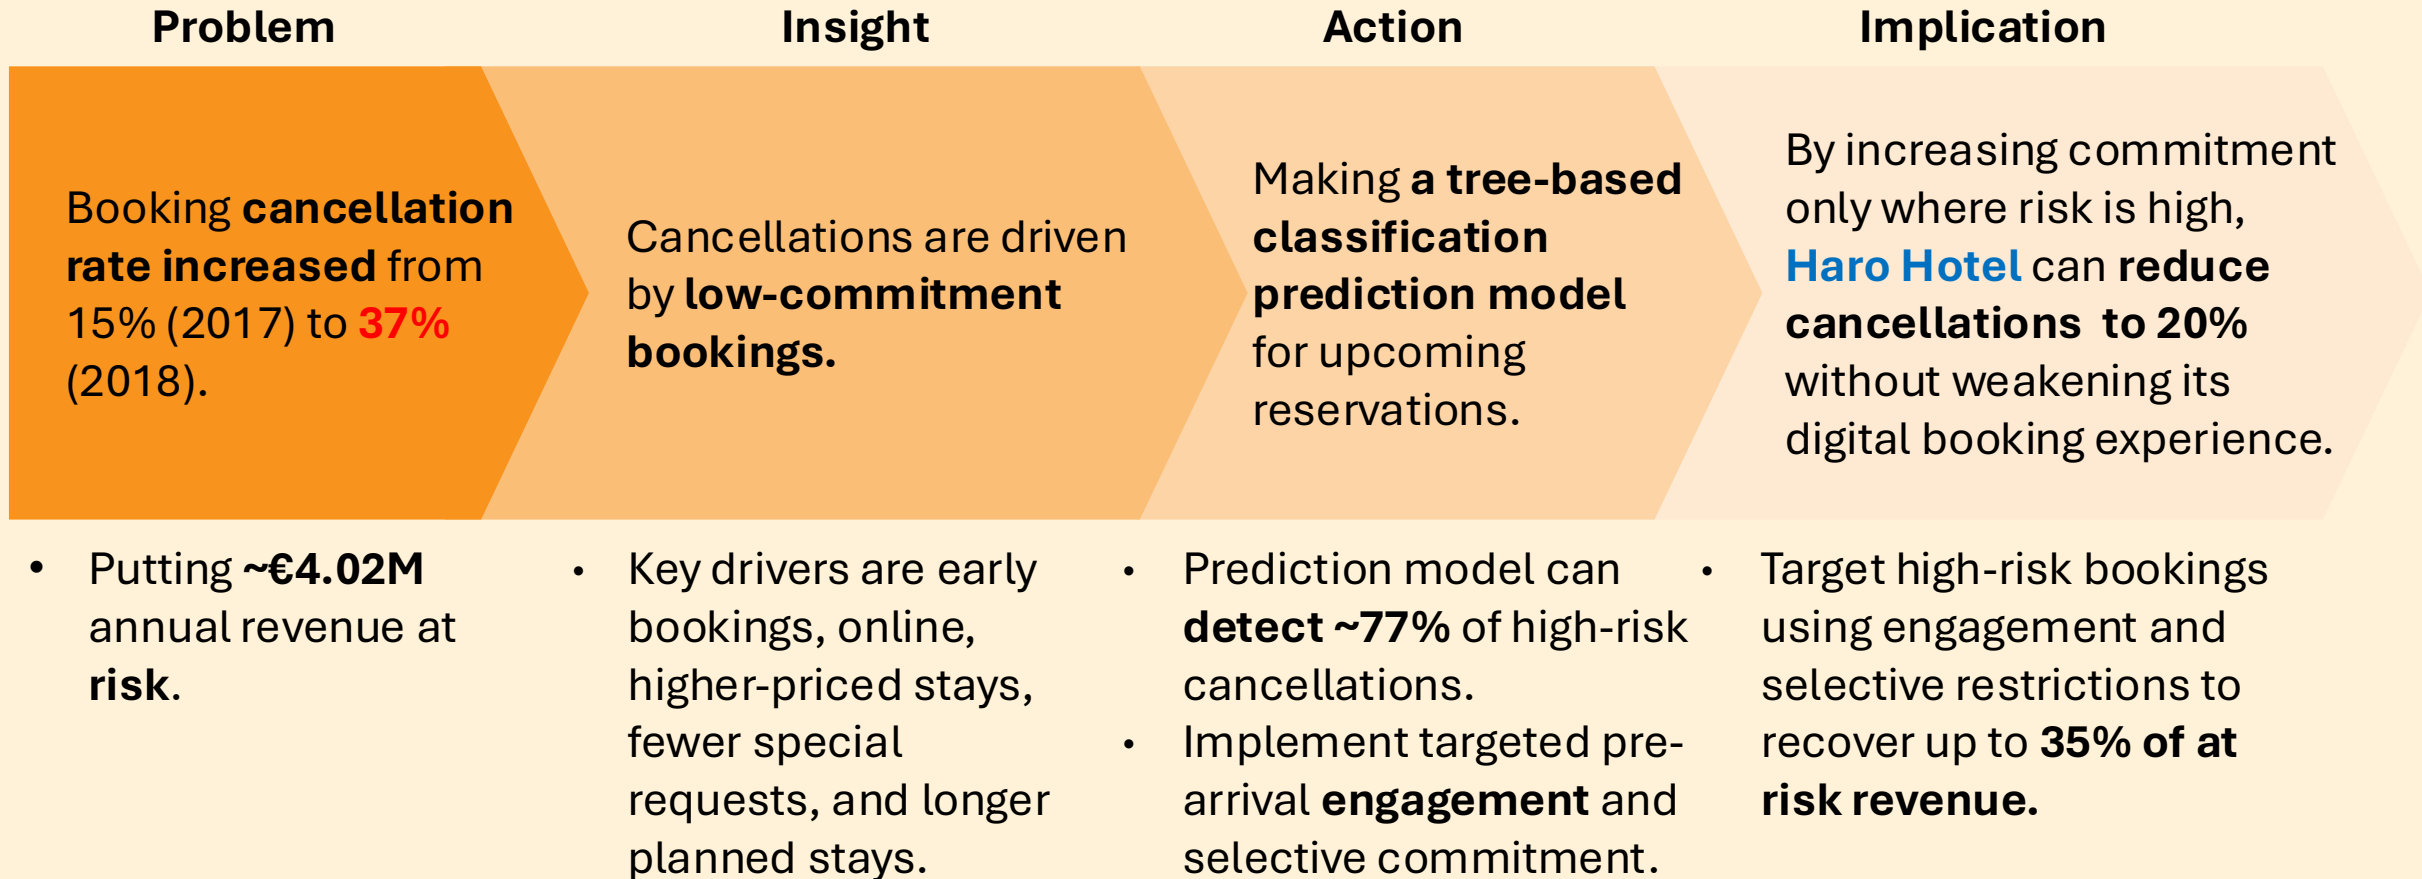 Problem
Insight
Action
Implication
Booking cancellation
rate increased from
15% (2017) to 37%
(2018).
Cancellations are driven
by low-commitment
bookings.
Making a tree-based
classification
prediction model
for upcoming
reservations.
By increasing commitment
only where risk is high,
Haro Hotel can reduce
cancellations to 20%
without weakening its
digital booking experience.
• Putting ~€4.02M
annual revenue at
risk.
• Key drivers are early
bookings, online,
higher-priced stays,
fewer special
requests, and longer
planned stays.
• Prediction model can
detect ~77% of high-risk
cancellations.
• Implement targeted pre-
arrival engagement and
selective commitment.
• Target high-risk bookings
using engagement and
selective restrictions to
recover up to 35% of at
risk revenue.